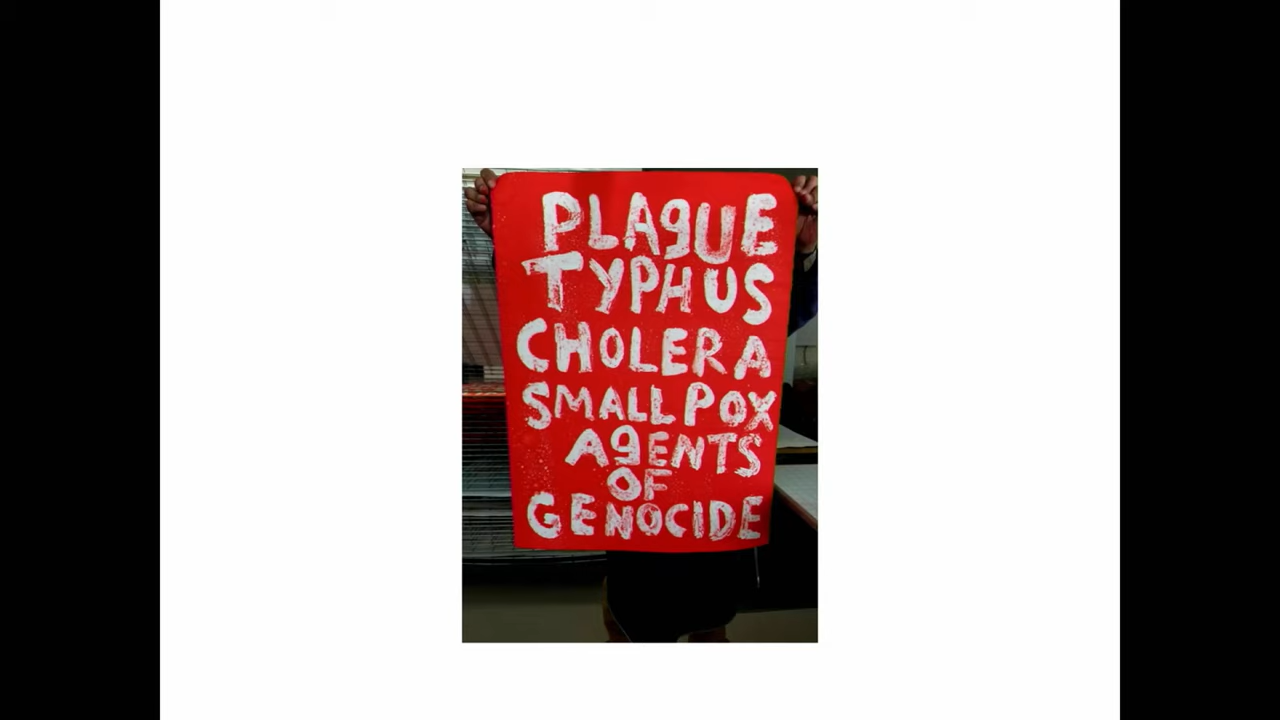 PLAgUE
TYPHUS
CHOLERA
SMALLPOX
AgENTS
OF
GENOCIDE